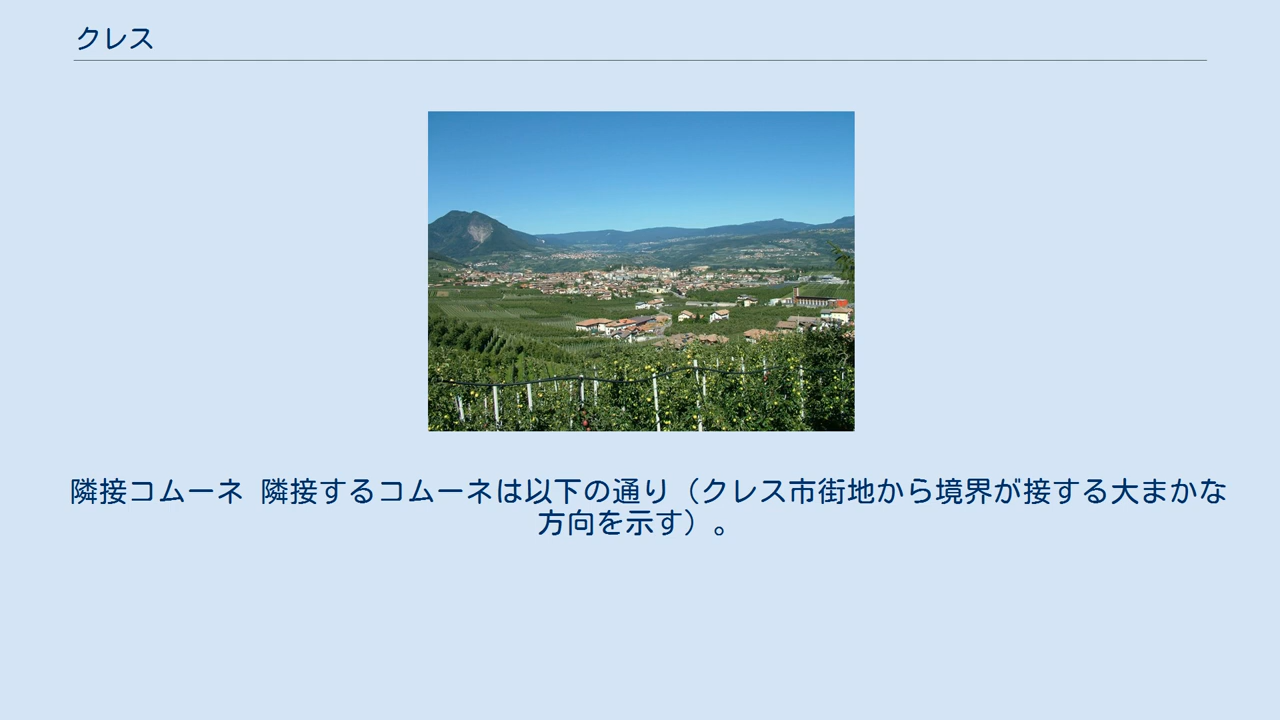 クレス
隣接コムーネ 隣接するコムーネは以下の通り（クレス市街地から境界が接する大まかな
方向を示す）。